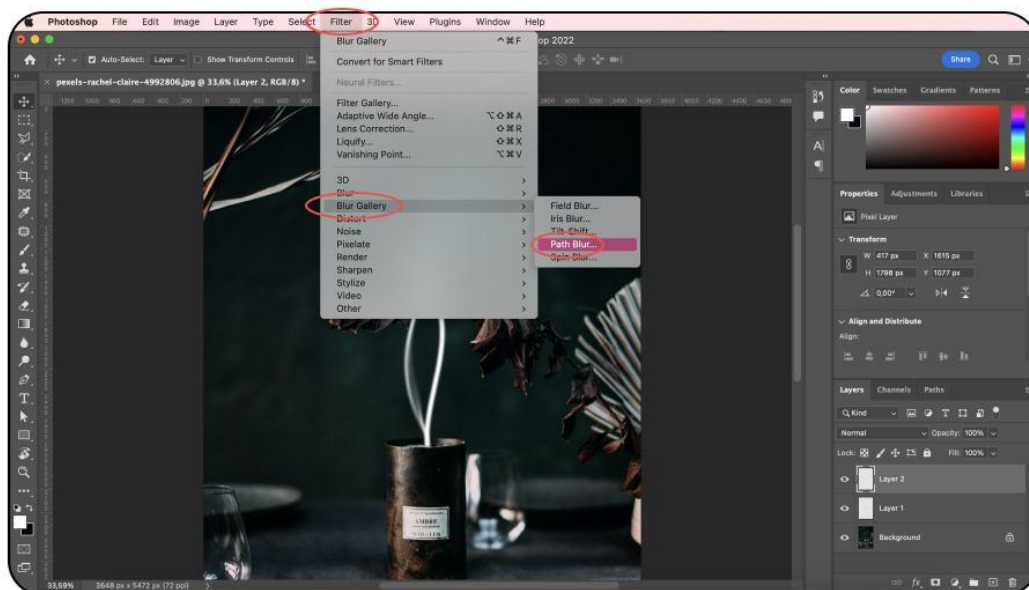 Photoshop File Edit Image Layer Type Select Filter 3D View Plugins Window Help
op 2022
Auto-Select: Layer Show Transform Controls
Share
pexels-rachel-claire-4992806.jpg @ 33,6% (Layer 2, RGB/8) *
Blur Gallery ^⌘F
Convert for Smart Filters
Neural Filters...
Filter Gallery...
Adaptive Wide Angle... ⌥⇧⌘A
Lens Correction... ⇧⌘R
Liquify... ⇧⌘X
Vanishing Point... ⌥⌘V
3D >
Blur >
Blur Gallery >
Distort >
Noise >
Pixelate >
Render >
Sharpen >
Stylize >
Video >
Other >
Field Blur...
Iris Blur...
Tilt-Shift...
Path Blur...
Spin Blur...
Color Swatches Gradients Patterns
Properties Adjustments Libraries
Pixel Layer
Transform
W 417 px X 1615 px
H 1798 px Y 1077 px
0,00°
Align and Distribute
Align:
Layers Channels Paths
Kind
Normal Opacity: 100%
Lock: Fill: 100%
Layer 2
Layer 1
Background
AMBRE
MAD ET LEN
33,59% 3648 px x 5472 px (72 ppi)